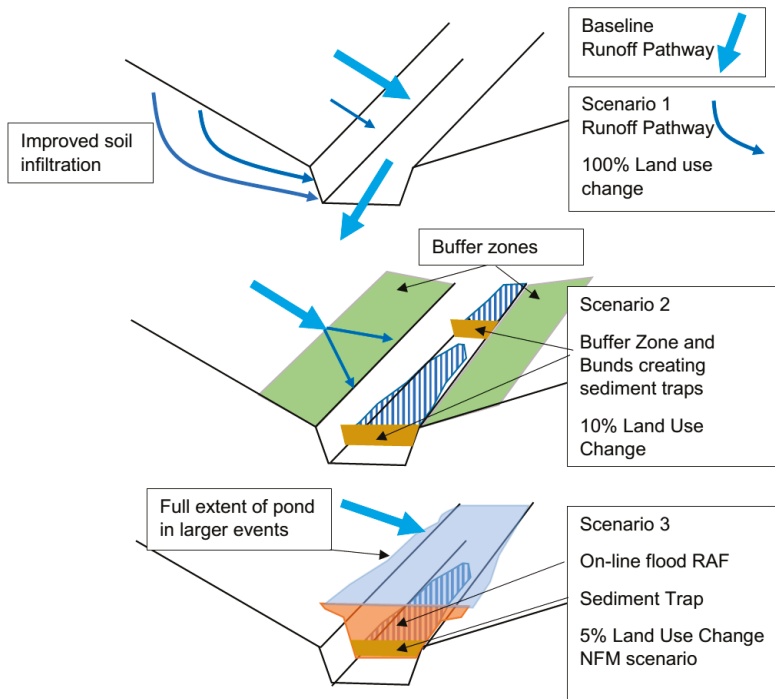 Baseline
Runoff Pathway
Scenario 1
Runoff Pathway
100% Land use
change
Improved soil
infiltration
Buffer zones
Scenario 2
Buffer Zone and
Bunds creating
sediment traps
10% Land Use
Change
Full extent of pond
in larger events
Scenario 3
On-line flood RAF
Sediment Trap
5% Land Use Change
NFM scenario